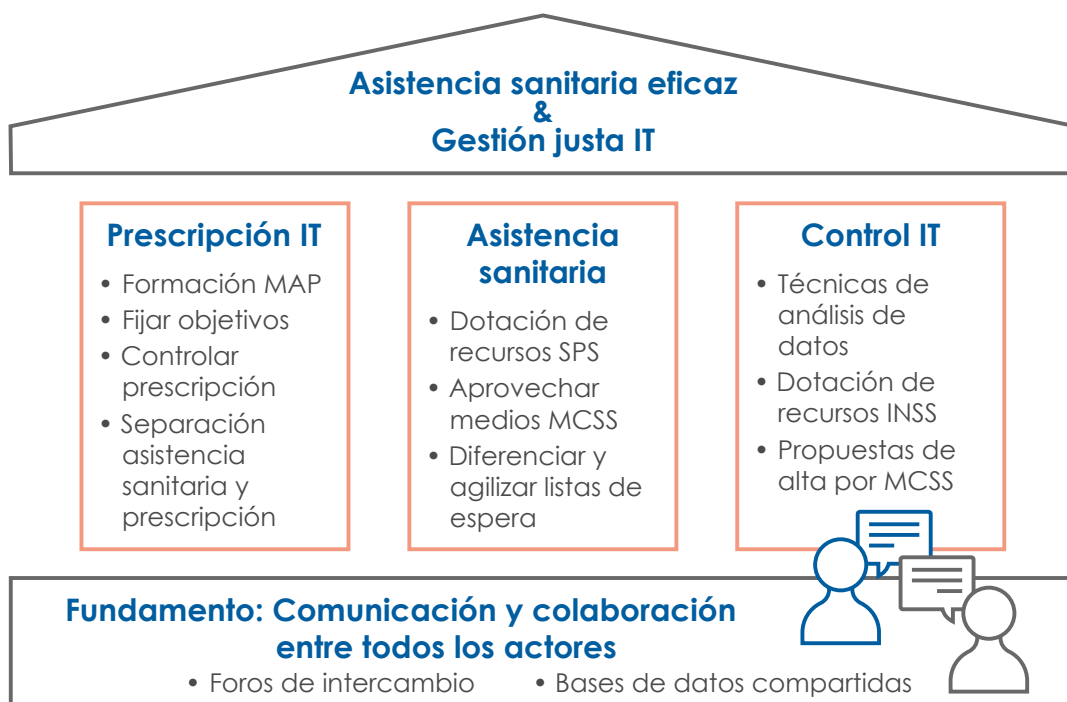 Asistencia sanitaria eficaz
&
Gestión justa IT
Prescripción IT
• Formación MAP
• Fijar objetivos
• Controlar
prescripción
• Separación
asistencia
sanitaria y
prescripción
Asistencia
sanitaria
• Dotación de
recursos SPS
• Aprovechar
medios MCSS
• Diferenciar y
agilizar listas de
espera
Control IT
• Técnicas de
análisis de
datos
• Dotación de
recursos INSS
• Propuestas de
alta por MCSS
Fundamento: Comunicación y colaboración
entre todos los actores
• Foros de intercambio • Bases de datos compartidas